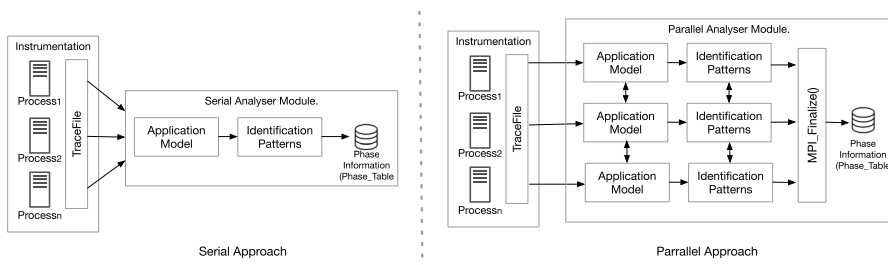 Instrumentation
Process1
Process2
Processn
TraceFile
Serial Analyser Module.
Application
Model
Identification
Patterns
Phase
Information
(Phase_Table)
Serial Approach
Instrumentation
Process1
Process2
Processn
TraceFile
Parallel Analyser Module.
Application
Model
Identification
Patterns
Application
Model
Identification
Patterns
Application
Model
Identification
Patterns
MPI_Finalize()
Phase
Information
(Phase_Table
Parrallel Approach